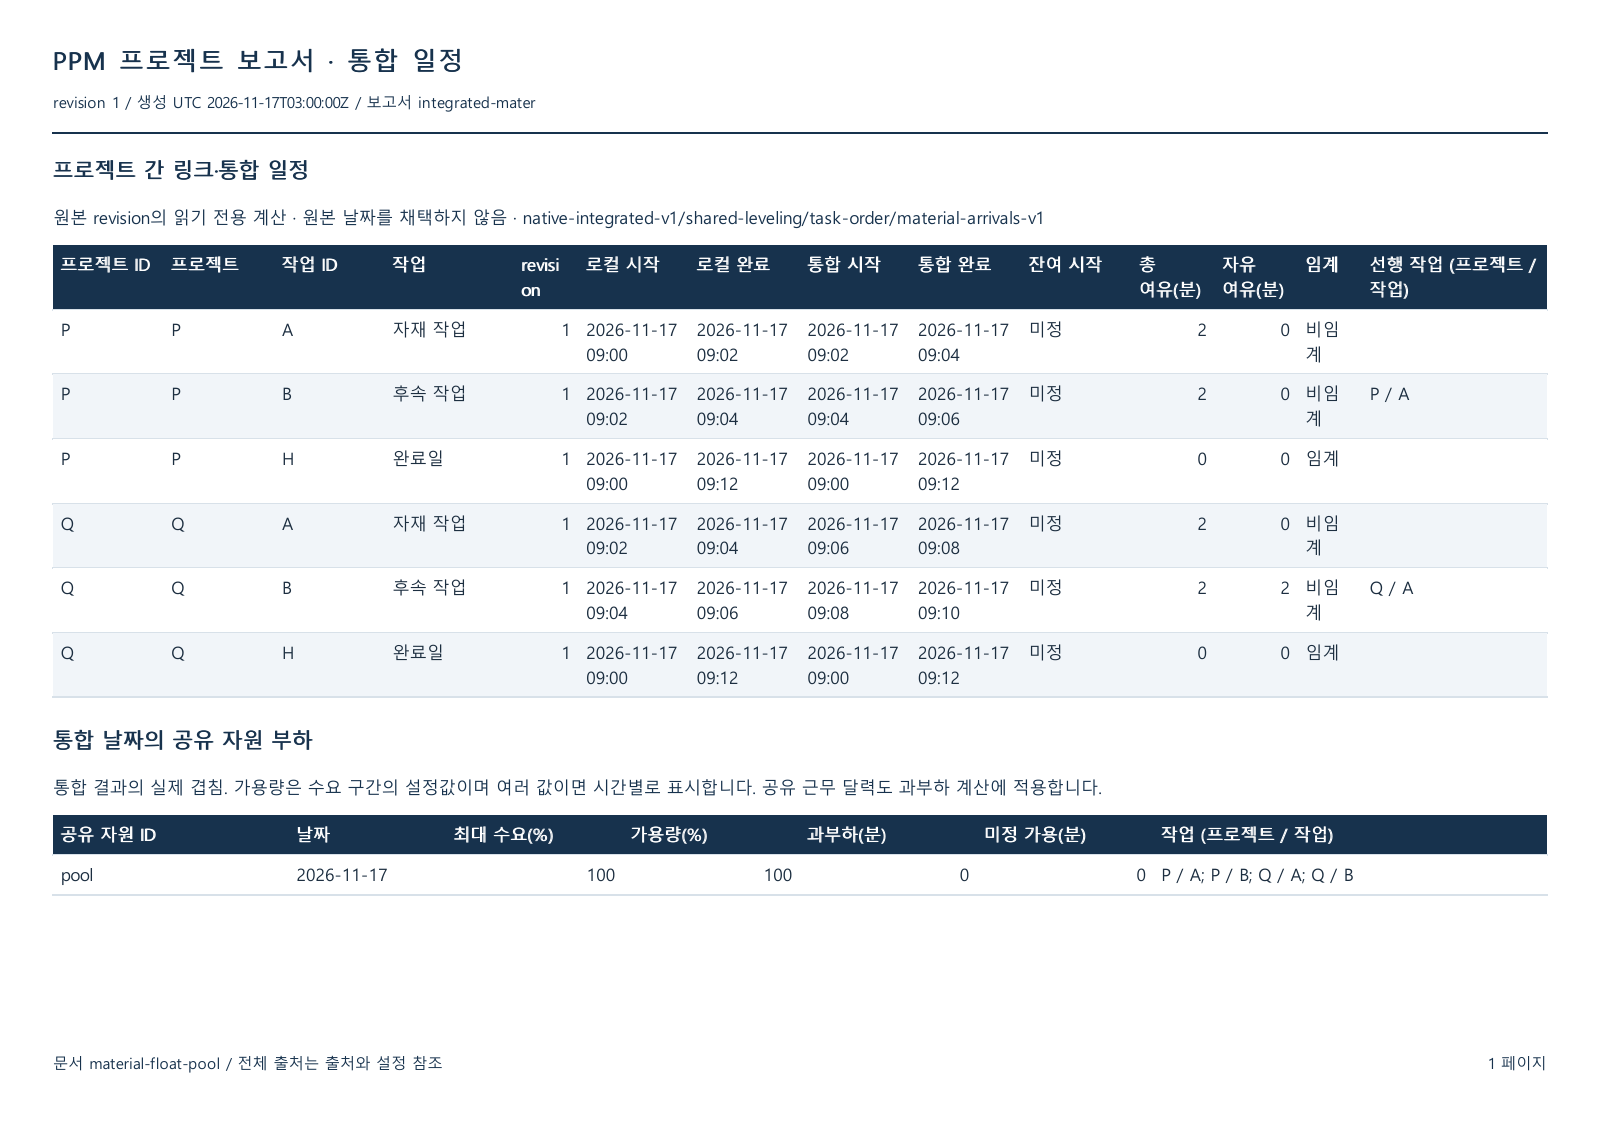 PPM 프로젝트 보고서 · 통합 일정
revision 1 / 생성 UTC 2026-11-17T03:00:00Z / 보고서 integrated-mater
프로젝트 간 링크·통합 일정
원본 revision의 읽기 전용 계산 · 원본 날짜를 채택하지 않음 · native-integrated-v1/shared-leveling/task-order/material-arrivals-v1
프로젝트 ID 프로젝트 작업 ID 작업 revisi 로컬 시작 로컬 완료 통합 시작 통합 완료 잔여 시작 총 자유 임계 선행 작업 (프로젝트 /
on 여유(분) 여유(분) 작업)
P P A 자재 작업 1 2026-11-17 2026-11-17 2026-11-17 2026-11-17 미정 2 0 비임
09:00 09:02 09:02 09:04 계
P P B 후속 작업 1 2026-11-17 2026-11-17 2026-11-17 2026-11-17 미정 2 0 비임 P / A
09:02 09:04 09:04 09:06 계
P P H 완료일 1 2026-11-17 2026-11-17 2026-11-17 2026-11-17 미정 0 0 임계
09:00 09:12 09:00 09:12
Q Q A 자재 작업 1 2026-11-17 2026-11-17 2026-11-17 2026-11-17 미정 2 0 비임
09:02 09:04 09:06 09:08 계
Q Q B 후속 작업 1 2026-11-17 2026-11-17 2026-11-17 2026-11-17 미정 2 2 비임 Q / A
09:04 09:06 09:08 09:10 계
Q Q H 완료일 1 2026-11-17 2026-11-17 2026-11-17 2026-11-17 미정 0 0 임계
09:00 09:12 09:00 09:12
통합 날짜의 공유 자원 부하
통합 결과의 실제 겹침. 가용량은 수요 구간의 설정값이며 여러 값이면 시간별로 표시합니다. 공유 근무 달력도 과부하 계산에 적용합니다.
공유 자원 ID 날짜 최대 수요(%) 가용량(%) 과부하(분) 미정 가용(분) 작업 (프로젝트 / 작업)
pool 2026-11-17 100 100 0 0 P / A; P / B; Q / A; Q / B
문서 material-float-pool / 전체 출처는 출처와 설정 참조
1 페이지